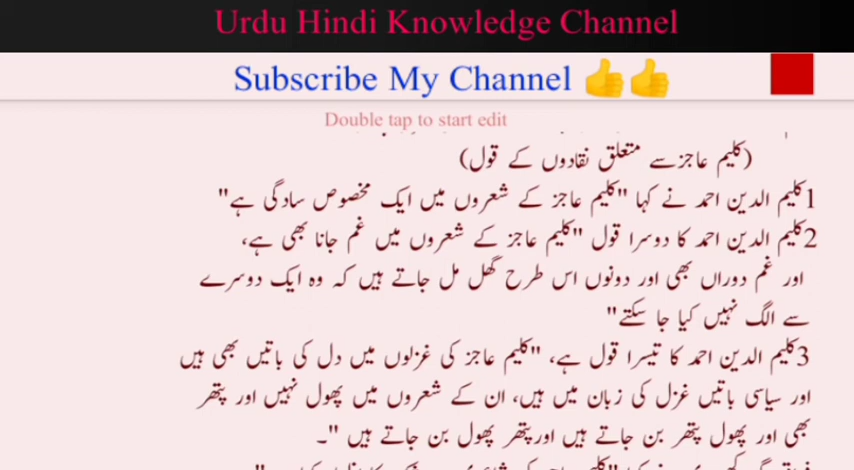 Urdu Hindi Knowledge Channel
Subscribe My Channel 👍👍
Double tap to start edit
(کلیم عاجز سے متعلق نقادوں کے قول)
1کلیم الدین احمد نے کہا "کلیم عاجز کے شعروں میں ایک مخصوص سادگی ہے"
2کلیم الدین احمد کا دوسرا قول "کلیم عاجز کے شعروں میں غم جانا بھی ہے،
اور غم دوراں بھی اور دونوں اس طرح گھل مل جاتے ہیں کہ وہ ایک دوسرے
سے الگ نہیں کیا جا سکتے"
3کلیم الدین احمد کا تیسرا قول ہے، "کلیم عاجز کی غزلوں میں دل کی باتیں بھی ہیں
اور سیاسی باتیں غزل کی زبان میں ہیں، ان کے شعروں میں پھول نہیں اور پتھر
بھی اور پھول پتھر بن جاتے ہیں اورپتھر پھول بن جاتے ہیں "۔